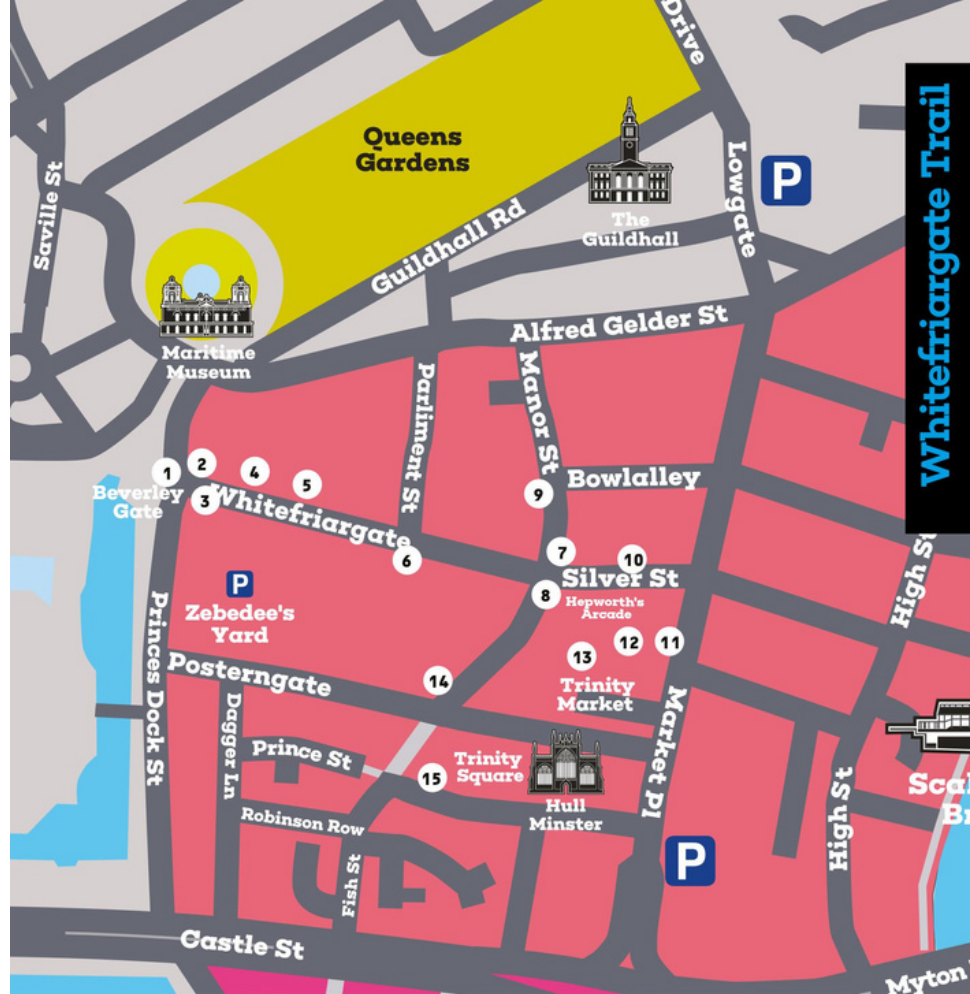 Drive
Queens
Gardens
Whitefriargate Trail
Lowgate
P
Saville St
The
Guildhall
Guildhall Rd
Maritime
Museum
Alfred Gelder St
Parliment St
Manor St
1
2
4
5
Beverley
Gate
3
Whitefriargate
Bowlalley
9
6
7
10
Silver St
8
Hepworth's
Arcade
High St
P
Zebedee's
Yard
Princes Dock St
11
12
13
Trinity
Market
Posterngate
14
Dagger Ln
Market Pl
Prince St
Trinity
Square
15
Hull
Minster
Robinson Row
Fish St
P
High St
Castle St